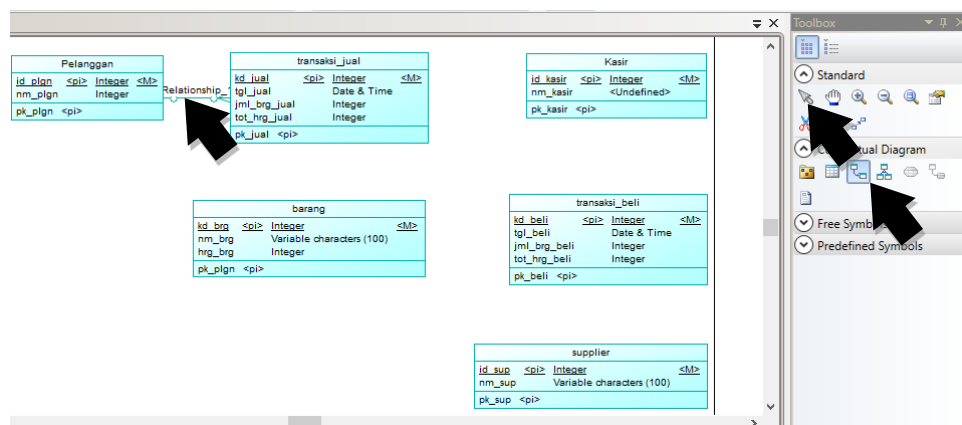 Toolbox
Standard
Conceptual Diagram
Free Symbols
Predefined Symbols
Pelanggan
id_plgn <pi> Integer <M>
nm_plgn Integer
pk_plgn <pi>
Relationship_
transaksi_jual
kd_jual <pi> Integer <M>
tgl_jual Date & Time
jml_brg_jual Integer
tot_hrg_jual Integer
pk_jual <pi>
Kasir
id_kasir <pi> Integer <M>
nm_kasir <Undefined>
pk_kasir <pi>
barang
kd_brg <pi> Integer <M>
nm_brg Variable characters (100)
hrg_brg Integer
pk_plgn <pi>
transaksi_beli
kd_beli <pi> Integer <M>
tgl_beli Date & Time
jml_brg_beli Integer
tot_hrg_beli Integer
pk_beli <pi>
supplier
id_sup <pi> Integer <M>
nm_sup Variable characters (100)
pk_sup <pi>